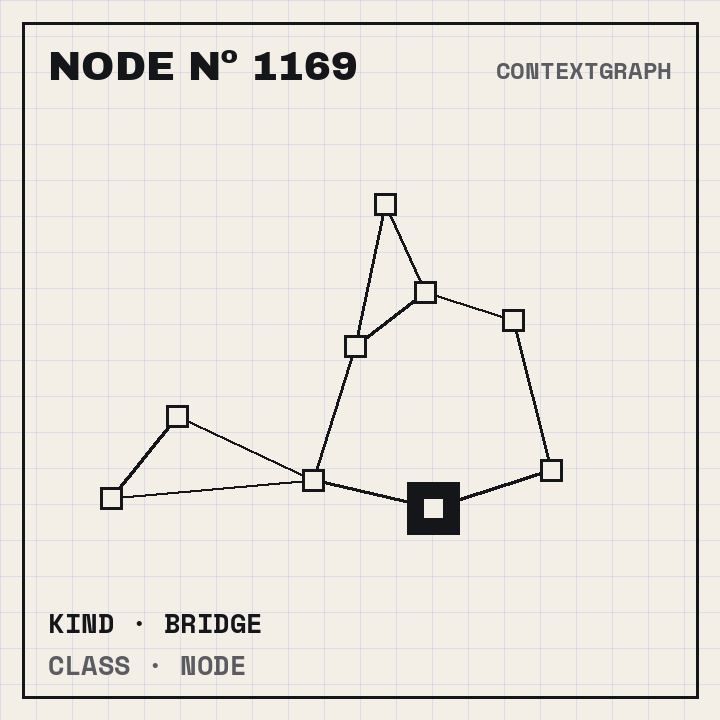 NODE Nº 1169
CONTEXTGRAPH
KIND · BRIDGE
CLASS · NODE